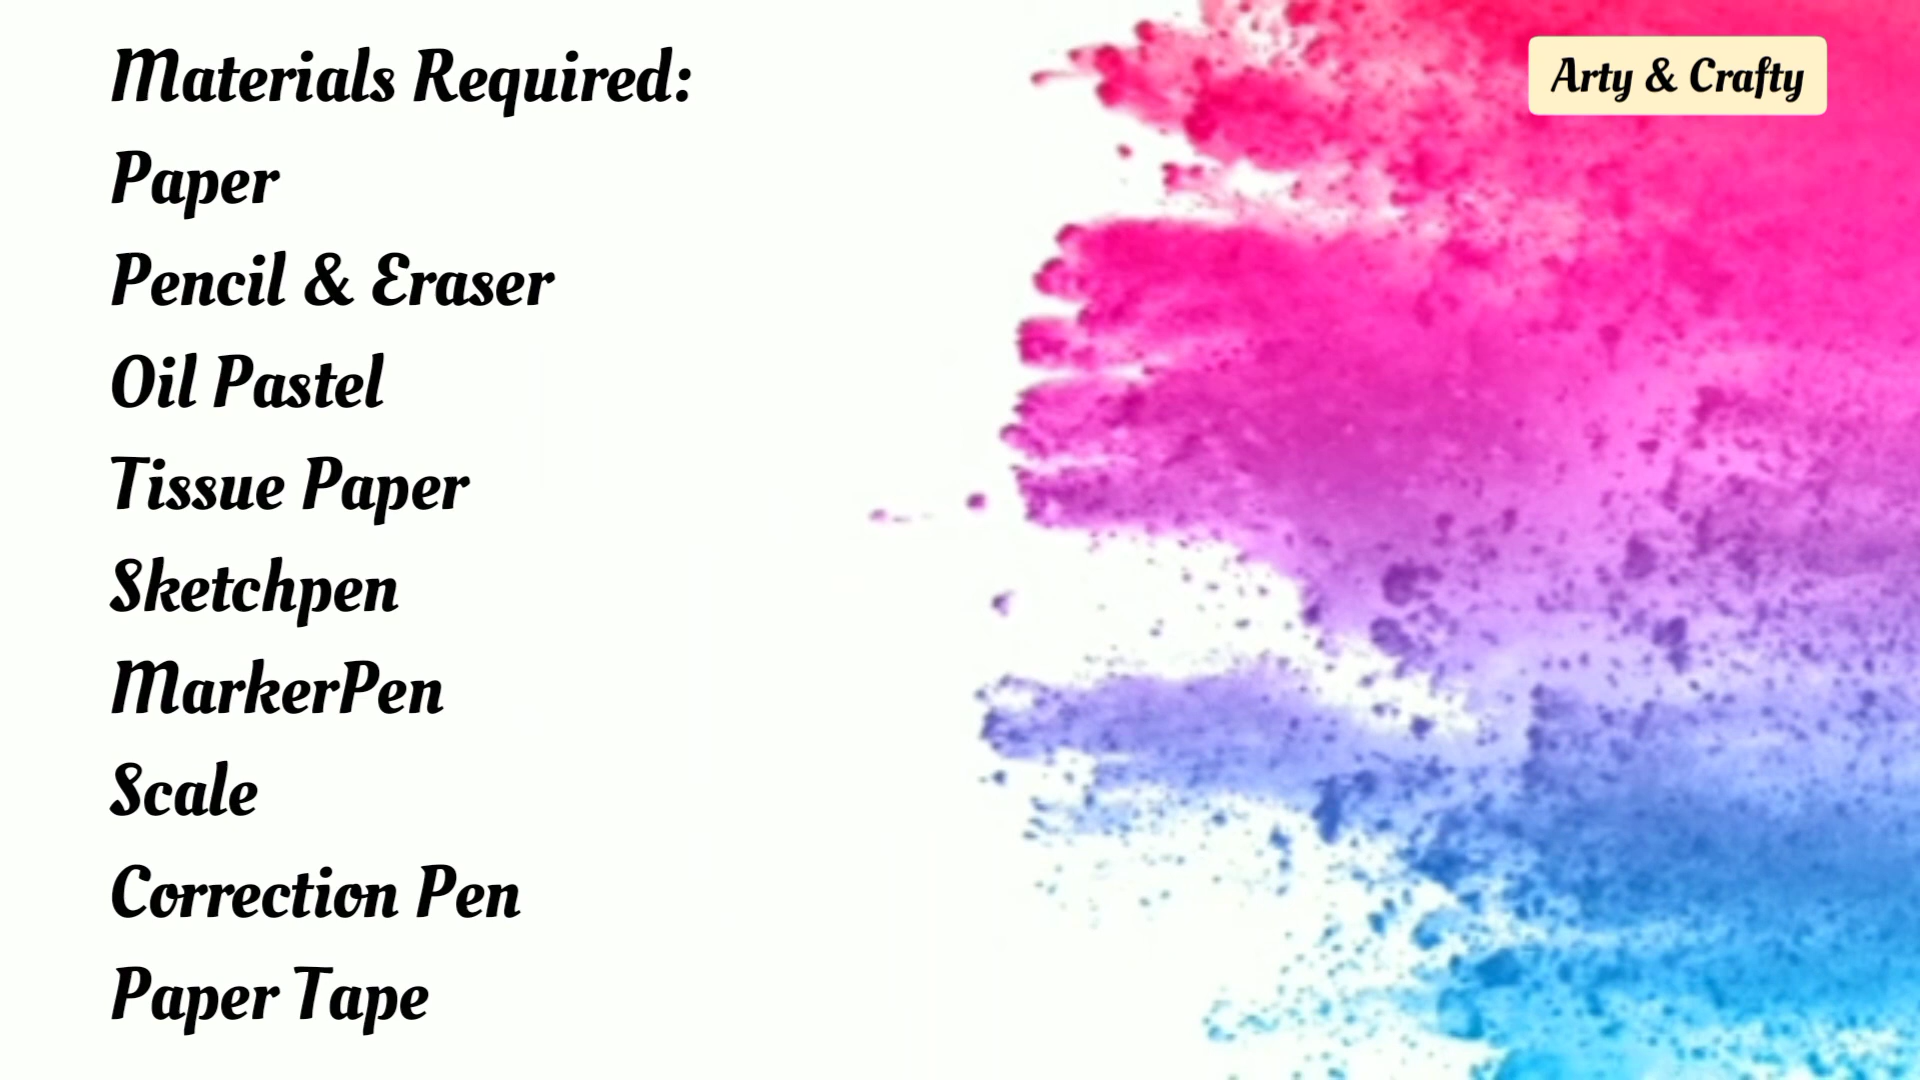 Materials Required:
Paper
Pencil & Eraser
Oil Pastel
Tissue Paper
Sketchpen
MarkerPen
Scale
Correction Pen
Paper Tape
Arty & Crafty